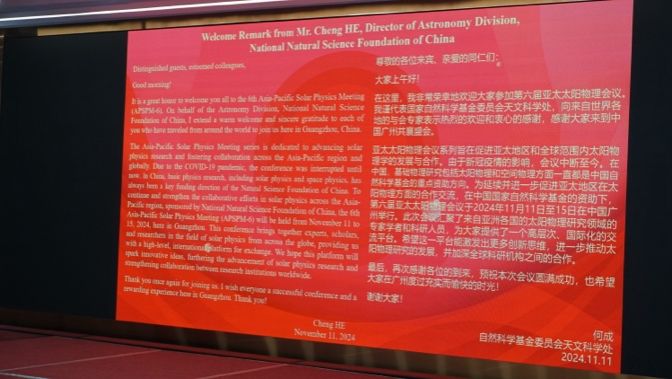 Welcome Remark from Mr. Cheng HE, Director of Astronomy Division,
National Natural Science Foundation of China
Distinguished guests, esteemed colleagues,
Good morning!
It is a great honor to welcome you all to the 6th Asia-Pacific Solar Physics Meeting
(APSPM-6). On behalf of the Astronomy Division, National Natural Science
Foundation of China, I extend a warm welcome and sincere gratitude to each of
you who have traveled from around the world to join us here in Guangzhou, China.
The Asia-Pacific Solar Physics Meeting series is dedicated to advancing solar
physics research and fostering collaboration across the Asia-Pacific region and
globally. Due to the COVID-19 pandemic, the conference was interrupted until
now. In China, basic physics research, including solar physics and space physics, has
always been a key funding direction of the Natural Science Foundation of China. To
continue and strengthen the collaborative efforts in solar physics across the Asia-
Pacific region, sponsored by the National Natural Science Foundation of China, the 6th
Asia-Pacific Solar Physics Meeting (APSPM-6) will be held from November 11 to
15, 2024, here in Guangzhou. This conference brings together experts, scholars,
and researchers in the field of solar physics from across the globe, providing us
with a high-level, international platform for exchange. We hope this platform will
spark innovative ideas, furthering the advancement of solar physics research and
strengthening collaboration between research institutions worldwide.
Thank you once again for joining us. I wish everyone a successful conference and a
rewarding experience here in Guangzhou. Thank you!
Cheng HE
November 11, 2024
尊敬的各位来宾、亲爱的同仁们：
大家上午好！
在这里，我非常荣幸地欢迎大家参加第六届亚太太阳物理会议。
我谨代表国家自然科学基金委员会天文科学处，向来自世界各
地的与会专家表示热烈的欢迎和衷心的感谢，感谢大家来到中
国广州共襄盛会。
亚太太阳物理会议系列旨在促进亚太地区和全球范围内太阳物
理学的发展与合作。由于新冠疫情的影响，会议中断至今。在
中国，基础物理研究包括太阳物理和空间物理方面一直都是中国自
然科学基金的重点资助方向。为延续并进一步促进亚太地区在太
阳物理方面的合作交流，在中国国家自然科学基金的资助下，
第六届亚太太阳物理会议于2024年11月11日至15日在中国广
州举行。此次会议汇聚了来自亚洲各国的太阳物理研究领域的
专家学者和科研人员，为大家提供了一个高层次、国际化的交
流平台。希望这一平台能激发出更多创新思维，进一步推动太
阳物理研究的发展，并加深全球科研机构之间的合作。
最后，再次感谢各位的到来，预祝本次会议圆满成功，也希望
大家在广州度过充实而愉快的时光！
谢谢大家！
何成
自然科学基金委员会天文科学处
2024.11.11